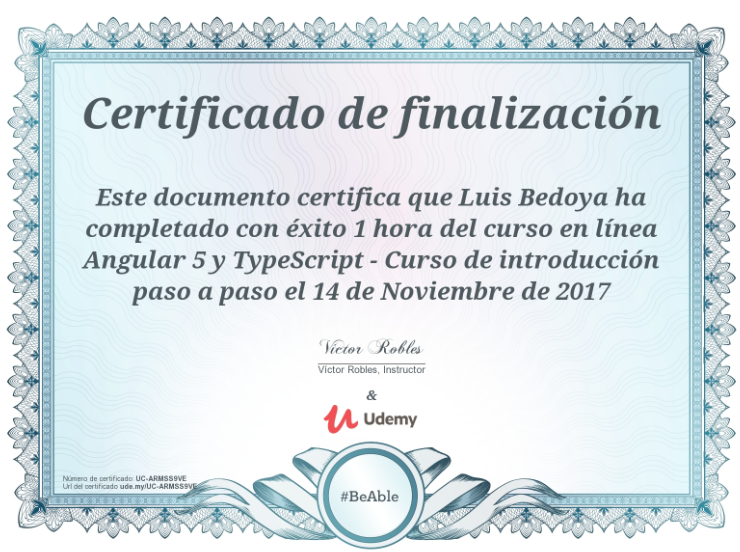 Certificado de finalización
Este documento certifica que Luis Bedoya ha
completado con éxito 1 hora del curso en línea
Angular 5 y TypeScript - Curso de introducción
paso a paso el 14 de Noviembre de 2017
Victor Robles
Víctor Robles, Instructor
&
Udemy
Número de certificado: UC-ARMSS9VE
Url del certificado ude.my/UC-ARMSS9VE
#BeAble